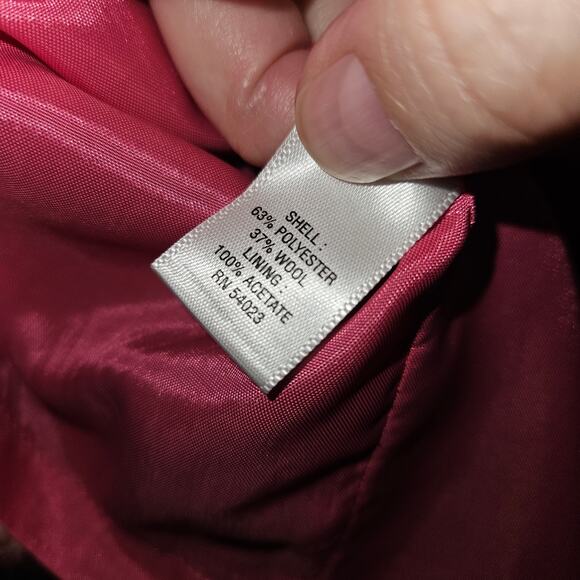 SHELL :
63% POLYESTER
37% WOOL
LINING :
100% ACETATE
RN 54023